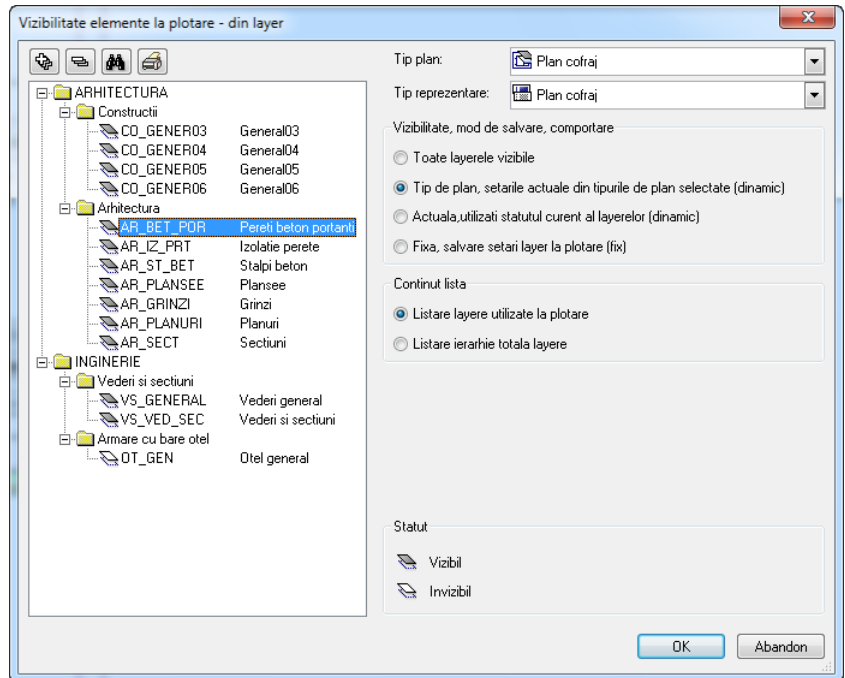 Vizibilitate elemente la plotare - din layer
ARHITECTURA
Constructii
CO_GENER03 General03
CO_GENER04 General04
CO_GENER05 General05
CO_GENER06 General06
Arhitectura
AR_BET_POR Pereti beton portanti
AR_IZ_PRT Izolatie perete
AR_ST_BET Stalpi beton
AR_PLANSEE Plansee
AR_GRINZI Grinzi
AR_PLANURI Planuri
AR_SECT Sectiuni
INGINERIE
Vederi si sectiuni
VS_GENERAL Vederi general
VS_VED_SEC Vederi si sectiuni
Armare cu bare otel
OT_GEN Otel general
Tip plan: Plan cofraj
Tip reprezentare: Plan cofraj
Vizibilitate, mod de salvare, comportare
Toate layerele vizibile
Tip de plan, setarile actuale din tipurile de plan selectate (dinamic)
Actuala,utilizati statutul curent al layerelor (dinamic)
Fixa, salvare setari layer la plotare (fix)
Continut lista
Listare layere utilizate la plotare
Listare ierarhie totala layere
Statut
Vizibil
Invizibil
OK Abandon